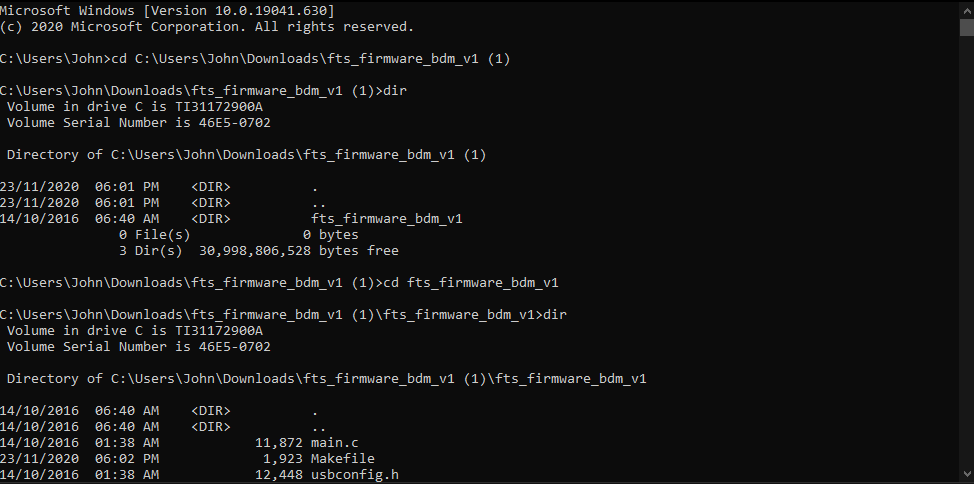 Microsoft Windows [Version 10.0.19041.630]
(c) 2020 Microsoft Corporation. All rights reserved.
C:\Users\John>cd C:\Users\John\Downloads\fts_firmware_bdm_v1 (1)
C:\Users\John\Downloads\fts_firmware_bdm_v1 (1)>dir
Volume in drive C is TI31172900A
Volume Serial Number is 46E5-0702
Directory of C:\Users\John\Downloads\fts_firmware_bdm_v1 (1)
23/11/2020  06:01 PM    <DIR>          .
23/11/2020  06:01 PM    <DIR>          ..
14/10/2016  06:40 AM    <DIR>          fts_firmware_bdm_v1
0 File(s)              0 bytes
3 Dir(s)  30,998,806,528 bytes free
C:\Users\John\Downloads\fts_firmware_bdm_v1 (1)>cd fts_firmware_bdm_v1
C:\Users\John\Downloads\fts_firmware_bdm_v1 (1)\fts_firmware_bdm_v1>dir
Volume in drive C is TI31172900A
Volume Serial Number is 46E5-0702
Directory of C:\Users\John\Downloads\fts_firmware_bdm_v1 (1)\fts_firmware_bdm_v1
14/10/2016  06:40 AM    <DIR>          .
14/10/2016  06:40 AM    <DIR>          ..
14/10/2016  01:38 AM            11,872 main.c
23/11/2020  06:02 PM             1,923 Makefile
14/10/2016  01:38 AM            12,448 usbconfig.h